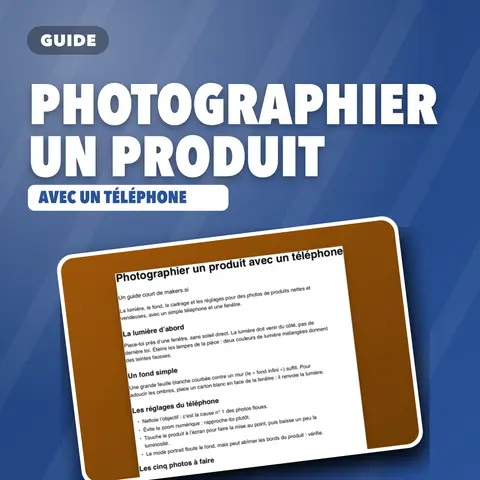 GUIDE
PHOTOGRAPHIER
UN PRODUIT
AVEC UN TÉLÉPHONE
Photographier un produit avec un téléphone
Un guide court de makers.si
La lumière, le fond, le cadrage et les réglages pour des photos de produits nettes et
vendeuses, avec un simple téléphone et une fenêtre.
La lumière d'abord
Place-toi près d'une fenêtre, sans soleil direct. La lumière doit venir du côté, pas de
derrière toi. Éteins les lampes de la pièce : deux couleurs de lumière mélangées donnent
des teintes fausses.
Un fond simple
Une grande feuille blanche courbée contre un mur (le « fond infini ») suffit. Pour
adoucir les ombres, place un carton blanc en face de la fenêtre : il renvoie la lumière.
Les réglages du téléphone
• Nettoie l'objectif : c'est la cause n° 1 des photos floues.
• Évite le zoom numérique : rapproche-toi plutôt.
• Touche le produit à l'écran pour faire la mise au point, puis baisse un peu la
luminosité.
• Le mode portrait floute le fond, mais peut abîmer les bords du produit : vérifie.
Les cinq photos à faire